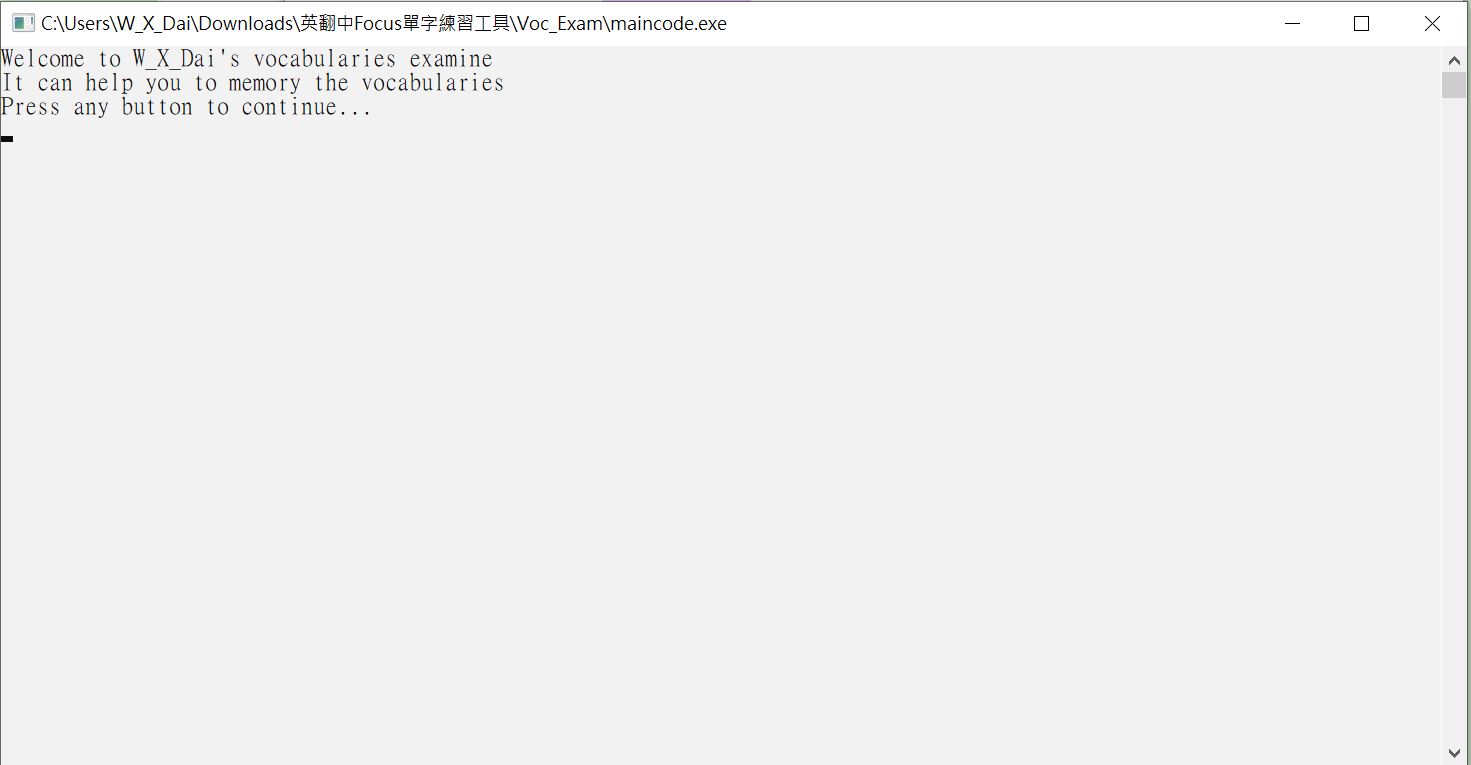 C:\Users\W_X_Dai\Downloads\英翻中Focus單字練習工具\Voc_Exam\maincode.exe
Welcome to W_X_Dai's vocabularies examine
It can help you to memory the vocabularies
Press any button to continue...